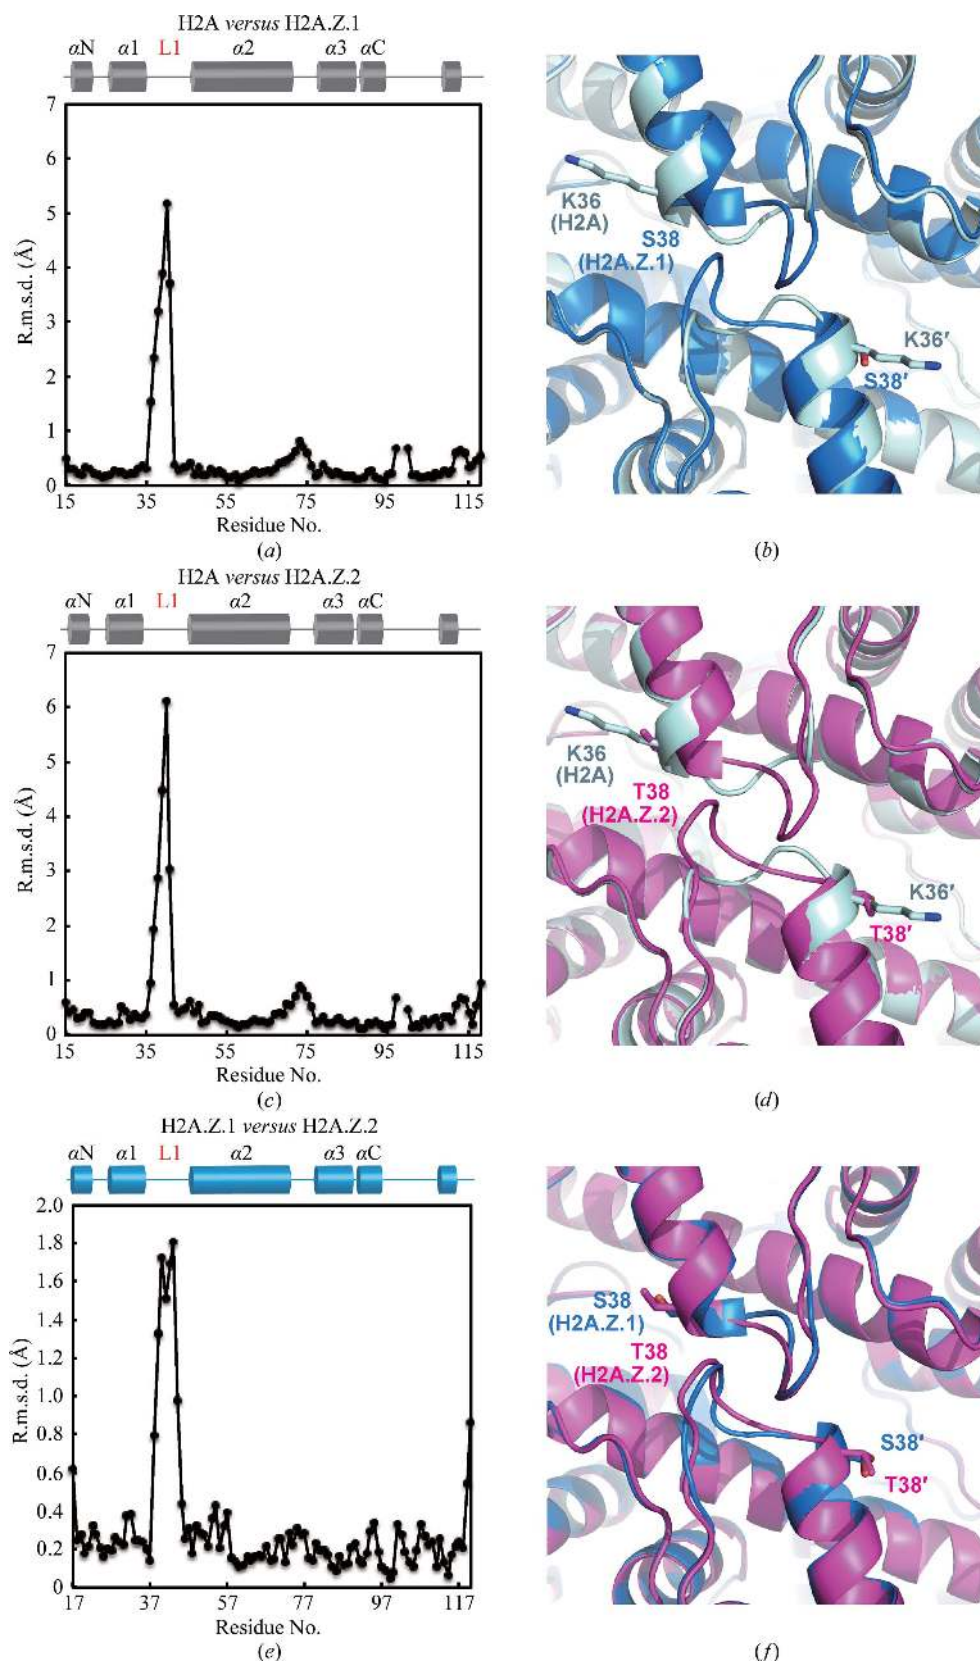 H2A versus H2A.Z.1
αN α1 L1 α2 α3 αC
7
6
5
4
3
2
1
0
R.m.s.d. (Å)
15 35 55 75 95 115
Residue No.
(a)
K36
(H2A)
S38
(H2A.Z.1)
K36′
S38′
(b)
H2A versus H2A.Z.2
αN α1 L1 α2 α3 αC
7
6
5
4
3
2
1
0
R.m.s.d. (Å)
15 35 55 75 95 115
Residue No.
(c)
K36
(H2A)
T38
(H2A.Z.2)
K36′
T38′
(d)
H2A.Z.1 versus H2A.Z.2
αN α1 L1 α2 α3 αC
2.0
1.8
1.6
1.4
1.2
1.0
0.8
0.6
0.4
0.2
0
R.m.s.d. (Å)
17 37 57 77 97 117
Residue No.
(e)
S38
(H2A.Z.1)
T38
(H2A.Z.2)
S38′
T38′
(f)